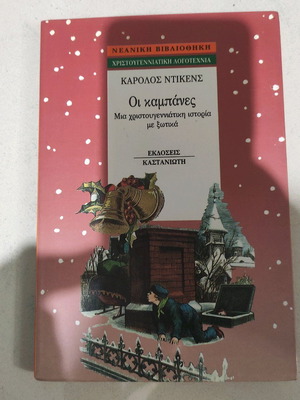 ΝΕΑΝΙΚΗ ΒΙΒΛΙΟΘΗΚΗ
ΧΡΙΣΤΟΥΓΕΝΝΙΑΤΙΚΗ ΛΟΓΟΤΕΧΝΙΑ
ΚΑΡΟΛΟΣ ΝΤΙΚΕΝΣ
Οι καμπάνες
Μια χριστουγεννιάτικη ιστορία
με ξωτικά
ΕΚΔΟΣΕΙΣ
ΚΑΣΤΑΝΙΩΤΗ